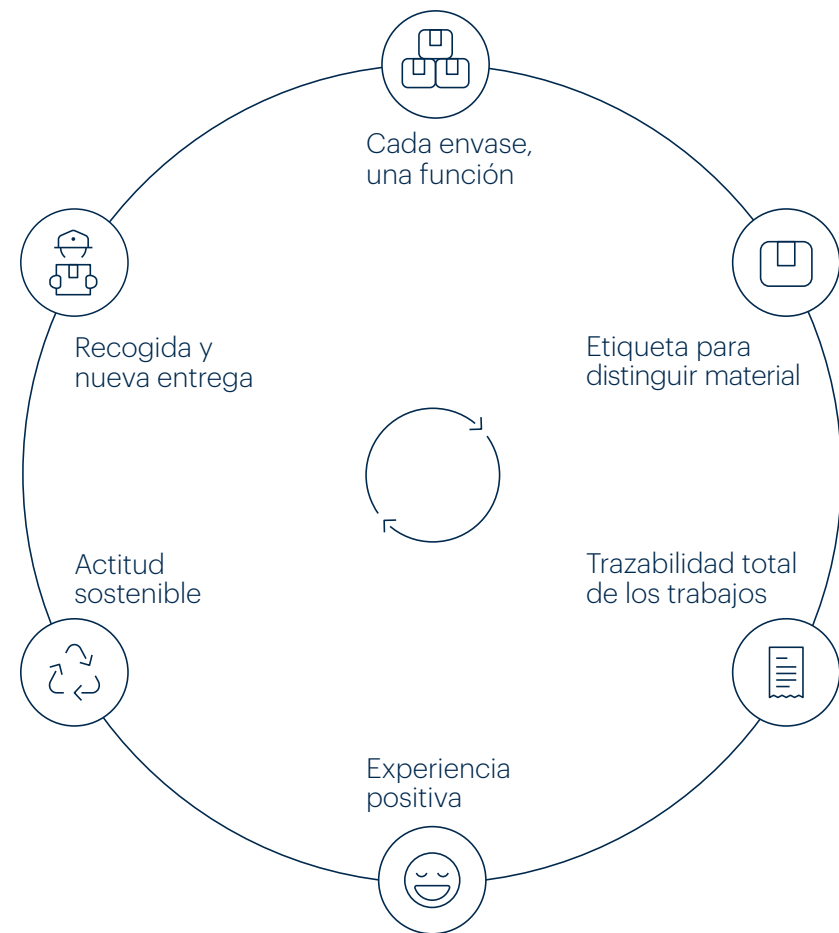 Cada envase,
una función
Etiqueta para
distinguir material
Trazabilidad total
de los trabajos
Experiencia
positiva
Actitud
sostenible
Recogida y
nueva entrega